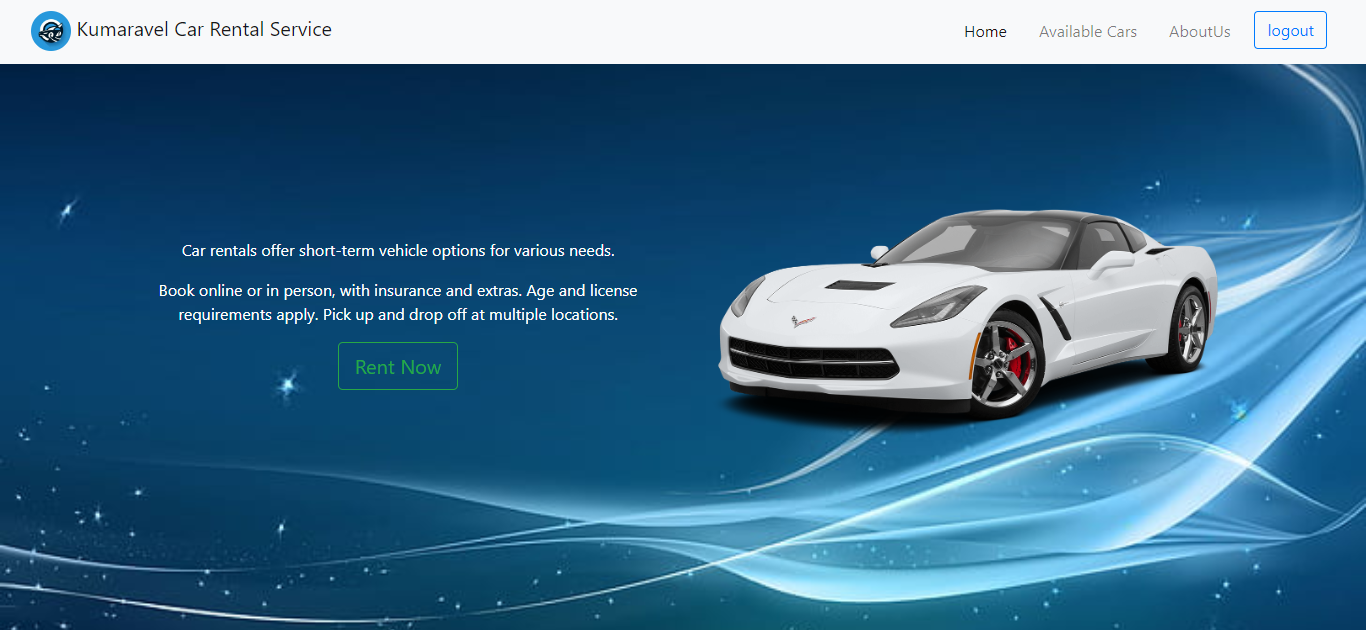 Kumaravel Car Rental Service
Home
Available Cars
AboutUs
logout
Car rentals offer short-term vehicle options for various needs.
Book online or in person, with insurance and extras. Age and license
requirements apply. Pick up and drop off at multiple locations.
Rent Now